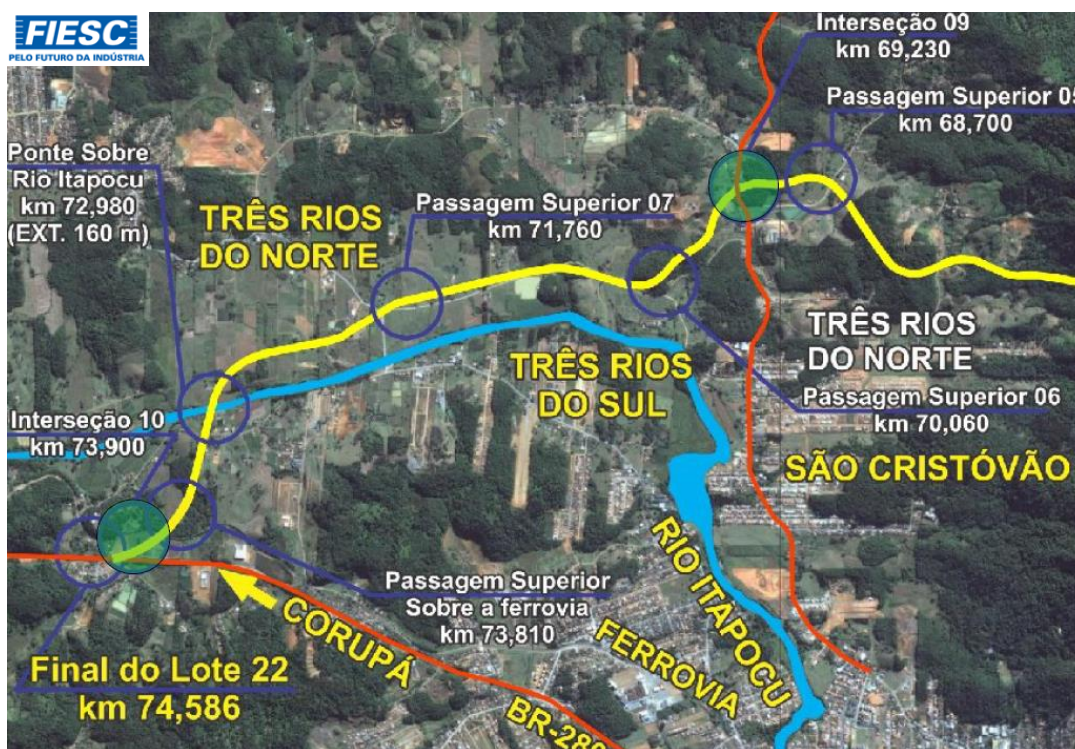 FIESC
PELO FUTURO DA INDÚSTRIA
Interseção 09
km 69,230
Passagem Superior 05
km 68,700
Ponte Sobre
Rio Itapocu
km 72,980
(EXT. 160 m)
TRÊS RIOS
DO NORTE
Passagem Superior 07
km 71,760
TRÊS RIOS
DO NORTE
TRÊS RIOS
DO SUL
Passagem Superior 06
km 70,060
Interseção 10
km 73,900
SÃO CRISTÓVÃO
RIO ITAPOCU
Passagem Superior
Sobre a ferrovia
km 73,810
CORUPÁ
FERROVIA
Final do Lote 22
km 74,586
BR-280